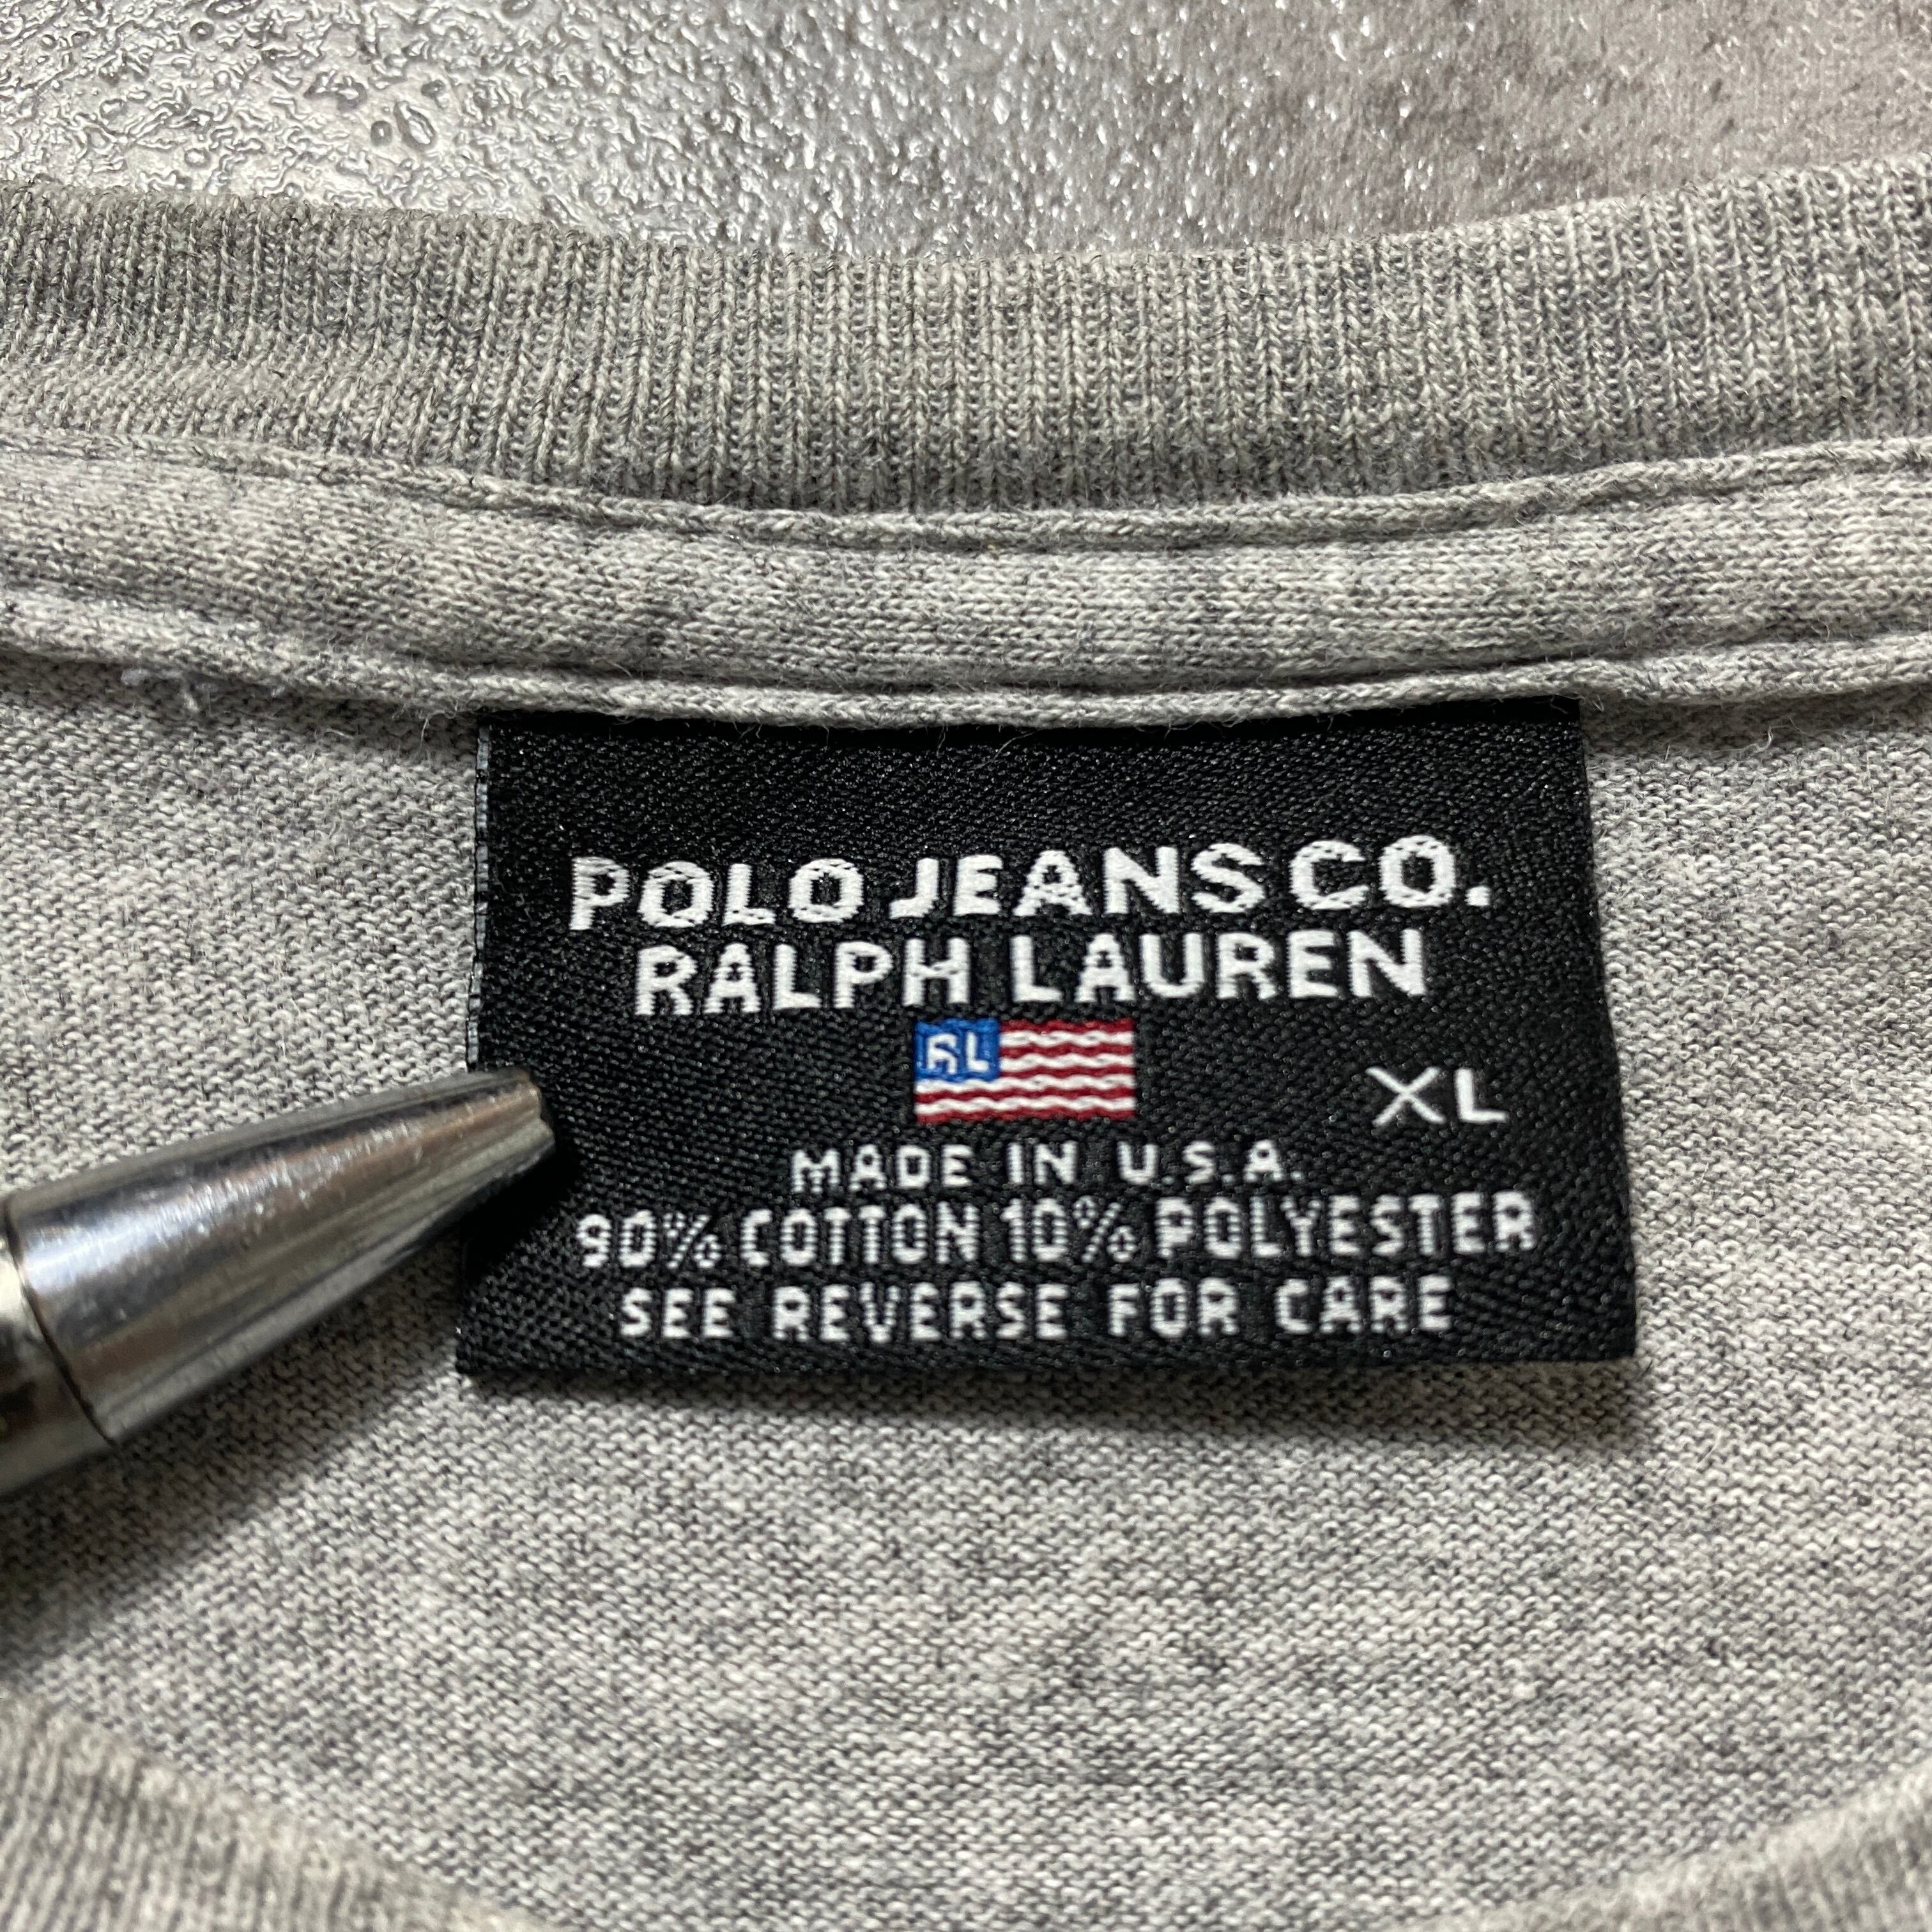 POLO JEANS CO.
RALPH LAUREN
RL
XL
MADE IN U.S.A.
90% COTTON 10% POLYESTER
SEE REVERSE FOR CARE